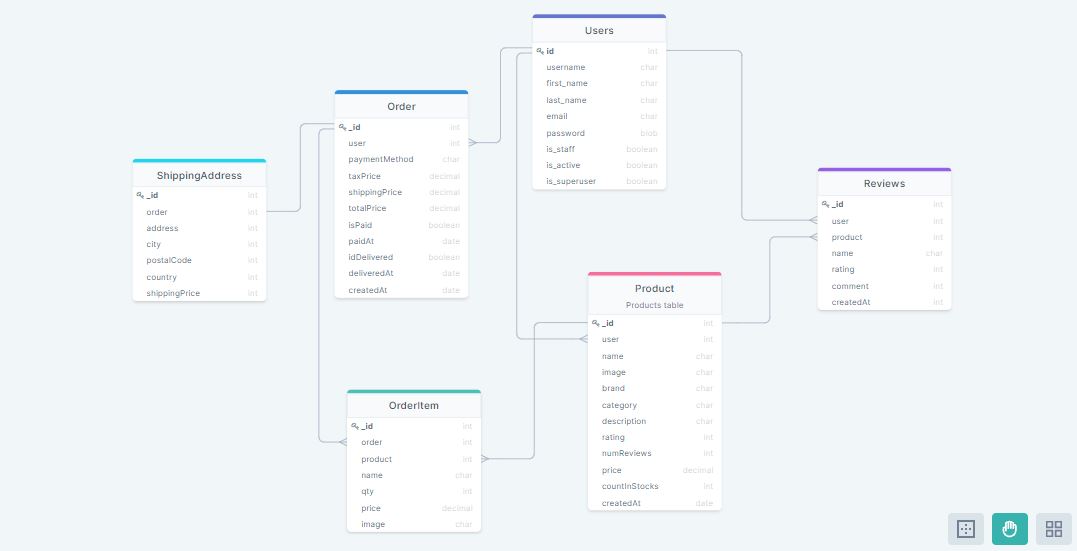 Users
id int
username char
first_name char
last_name char
email char
password blob
is_staff boolean
is_active boolean
is_superuser boolean
Order
_id int
user int
paymentMethod char
taxPrice decimal
shippingPrice decimal
totalPrice decimal
isPaid boolean
paidAt date
idDelivered boolean
deliveredAt date
createdAt date
ShippingAddress
_id int
order int
address int
city int
postalCode int
country int
shippingPrice int
Reviews
_id int
user int
product int
name char
rating int
comment int
createdAt int
Product
Products table
_id int
user int
name char
image char
brand char
category char
description char
rating int
numReviews int
price decimal
countInStocks int
createdAt date
OrderItem
_id int
order int
product int
name char
qty int
price decimal
image char